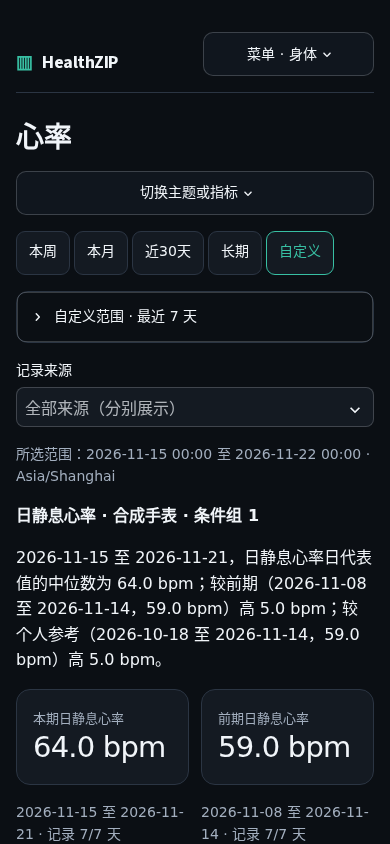 HealthZIP
菜单 · 身体
心率
切换主题或指标
本周
本月
近30天
长期
自定义
自定义范围 · 最近 7 天
记录来源
全部来源（分别展示）
所选范围：2026-11-15 00:00 至 2026-11-22 00:00 ·
Asia/Shanghai
日静息心率 · 合成手表 · 条件组 1
2026-11-15 至 2026-11-21，日静息心率日代表
值的中位数为 64.0 bpm；较前期（2026-11-08
至 2026-11-14，59.0 bpm）高 5.0 bpm；较
个人参考（2026-10-18 至 2026-11-14，59.0
bpm）高 5.0 bpm。
本期日静息心率
64.0 bpm
前期日静息心率
59.0 bpm
2026-11-15 至 2026-11-
21 · 记录 7/7 天
2026-11-08 至 2026-11-
14 · 记录 7/7 天